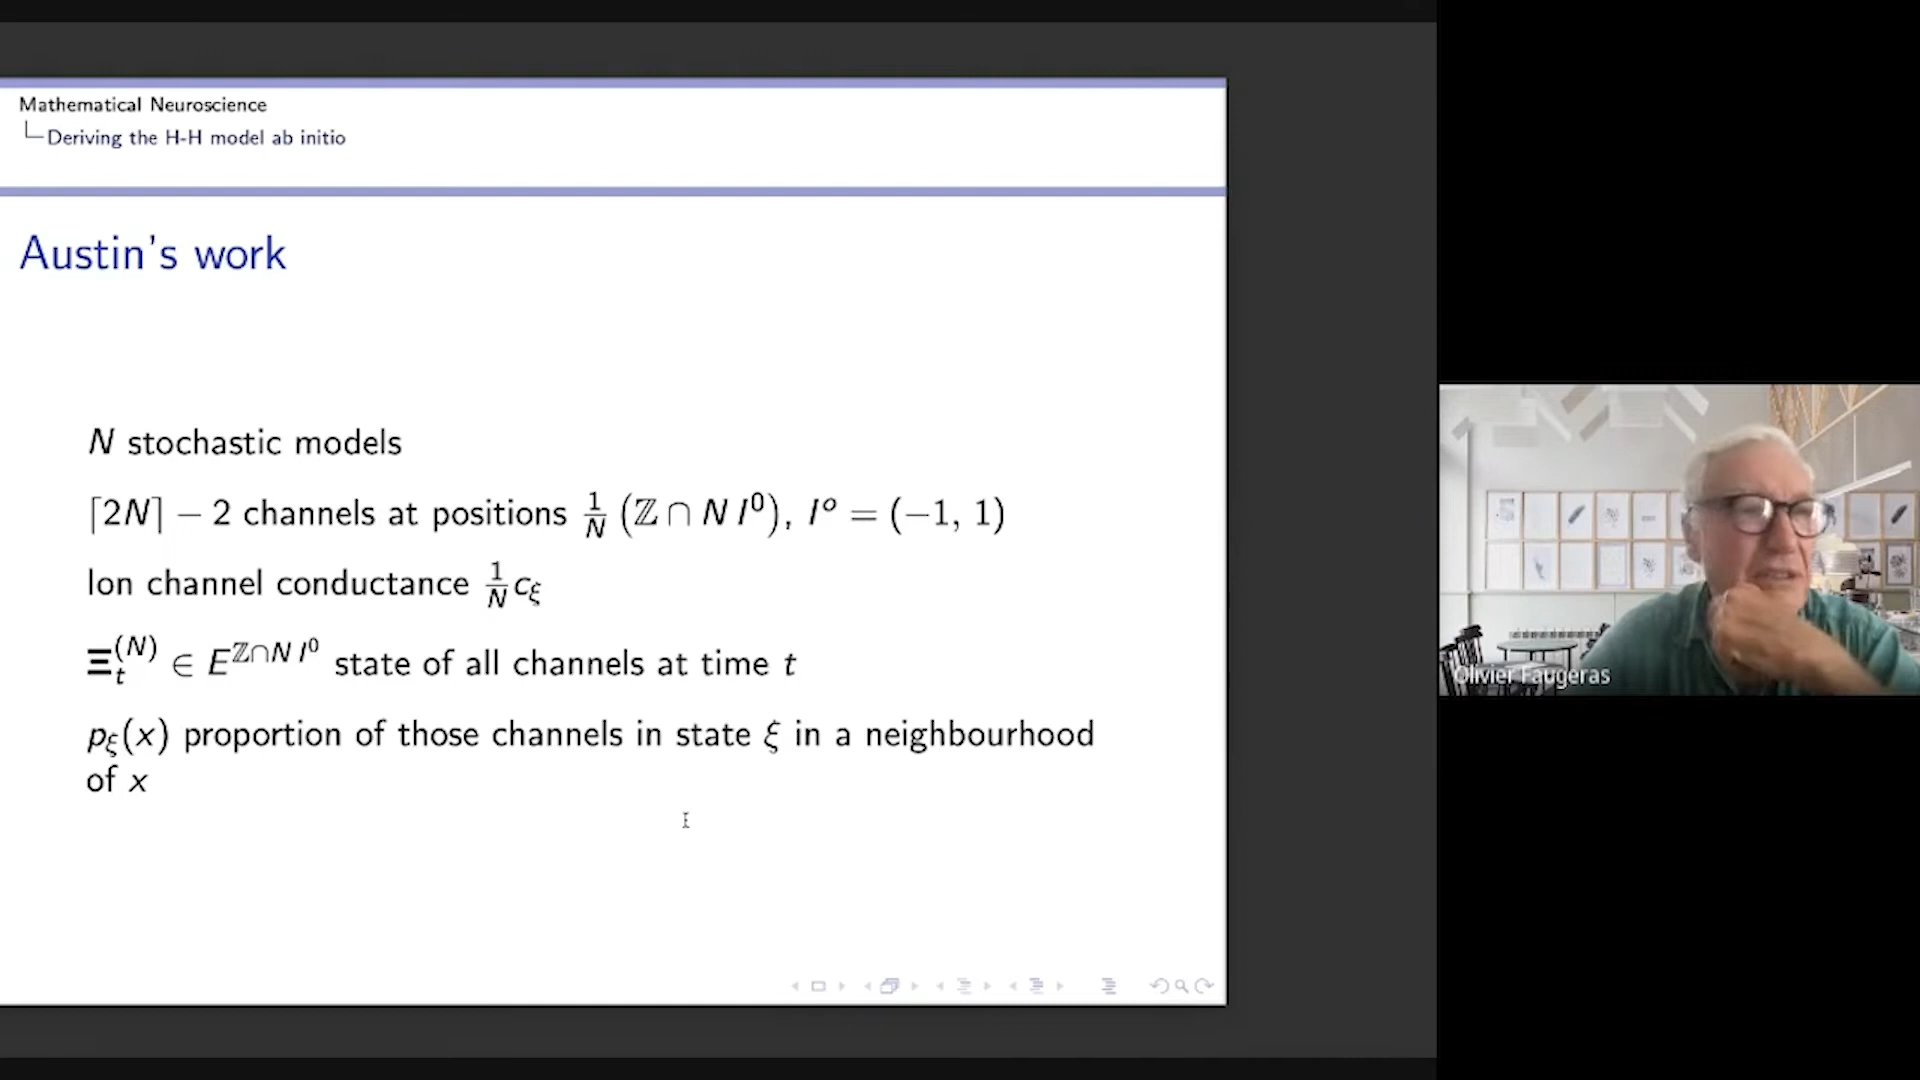 Mathematical Neuroscience
Deriving the H-H model ab initio
Austin's work
N stochastic models
⌈2N⌉ − 2 channels at positions 1/N (ℤ ∩ N I⁰), Iᵒ = (−1, 1)
Ion channel conductance 1/N c_ξ
Ξ_t^(N) ∈ E^{ℤ∩N I⁰} state of all channels at time t
p_ξ(x) proportion of those channels in state ξ in a neighbourhood
of x
Olivier Faugeras